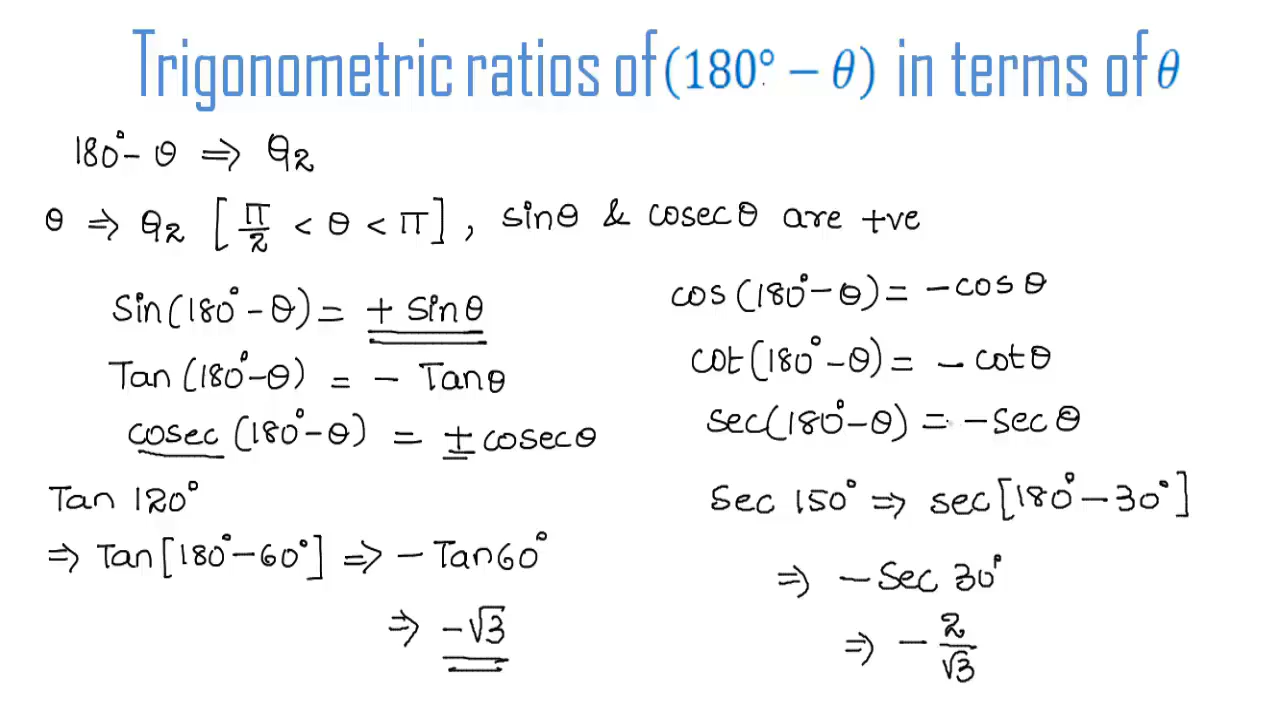 Trigonometric ratios of (180° − θ) in terms of θ
180° − θ ⇒ Q2
θ ⇒ Q2 [π/2 < θ < π], sinθ & cosecθ are +ve
Sin(180° − θ) = + sinθ
cos(180° − θ) = − cosθ
Tan(180° − θ) = − Tanθ
cot(180° − θ) = − cotθ
cosec(180° − θ) = + cosecθ
sec(180° − θ) = − secθ
Tan 120°
⇒ Tan[180° − 60°] ⇒ − Tan60°
⇒ −√3
Sec 150° ⇒ sec[180° − 30°]
⇒ − Sec 30°
⇒ − 2/√3